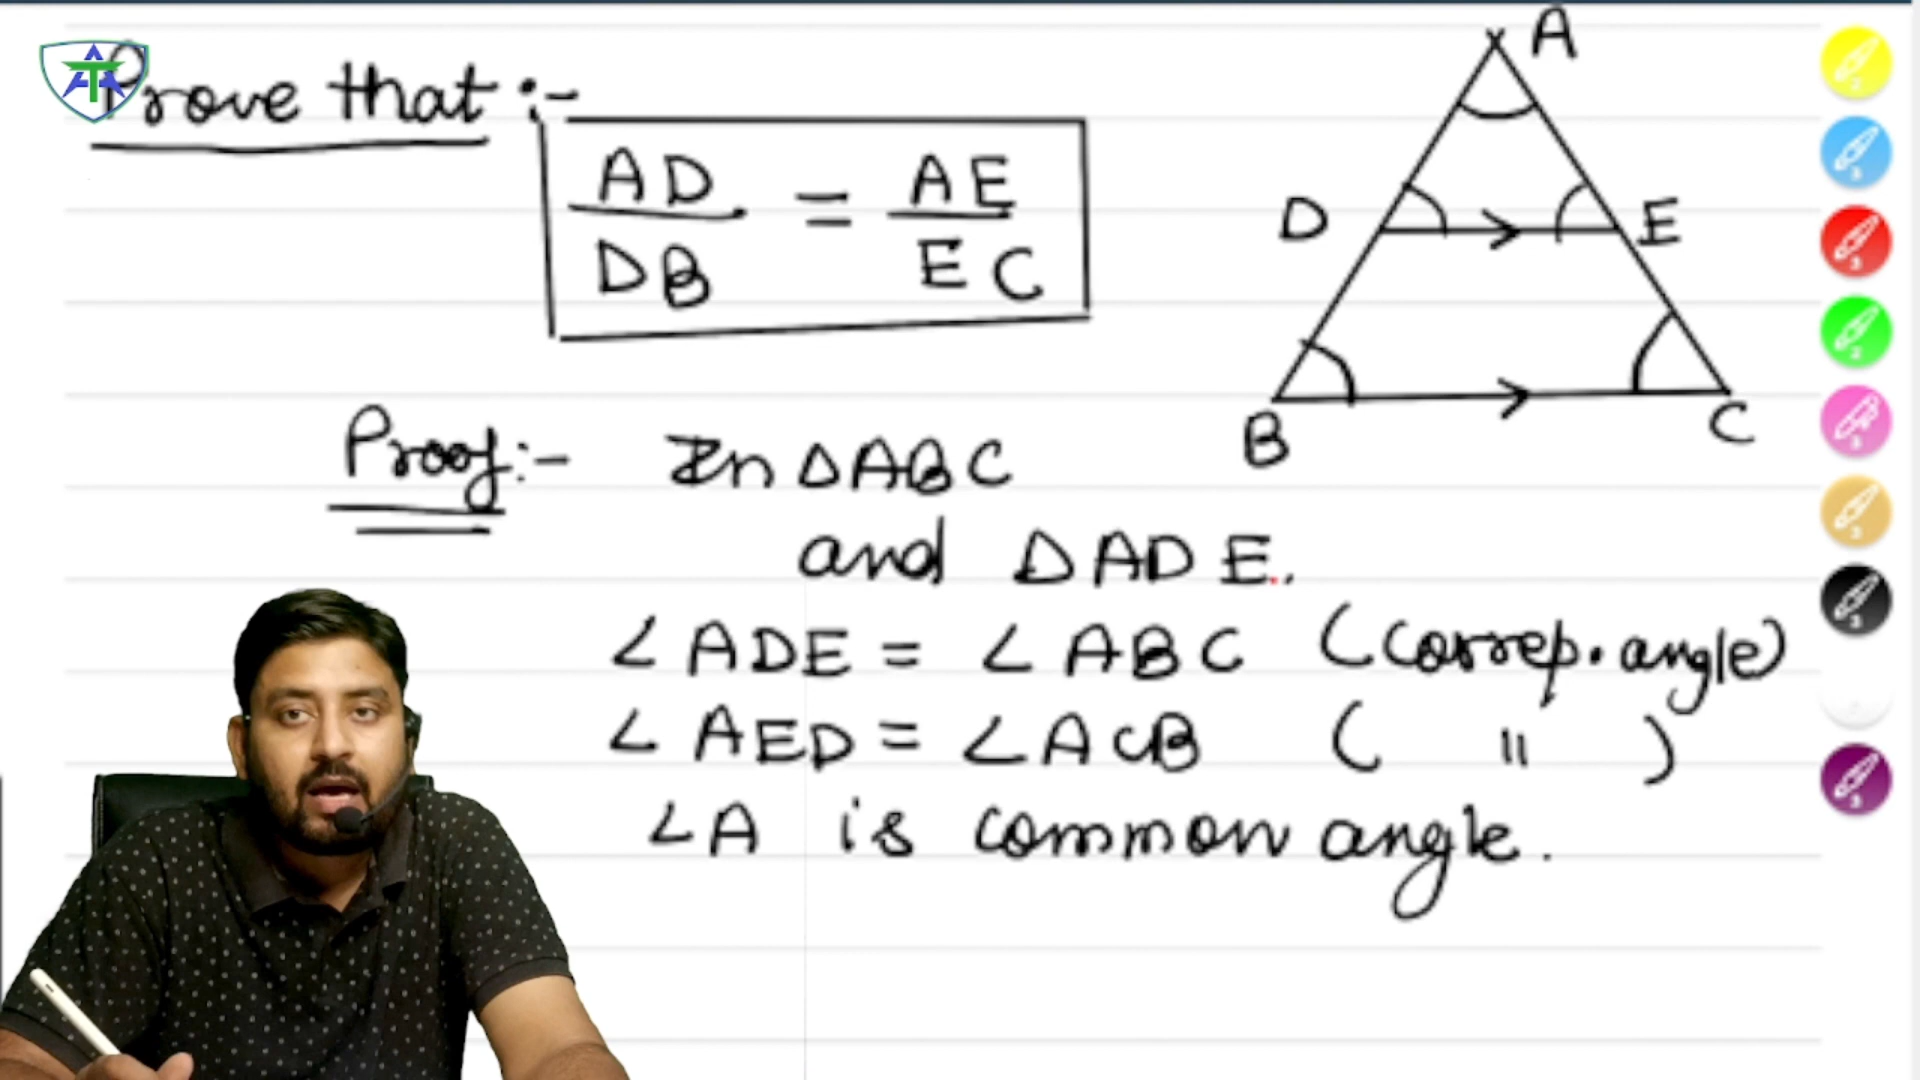 Prove that :-
AD/DB = AE/EC
A
D E
B C
Proof:- In ΔABC
and ΔADE.
∠ADE = ∠ABC (corresp. angle)
∠AED = ∠ACB ( " )
∠A is common angle.